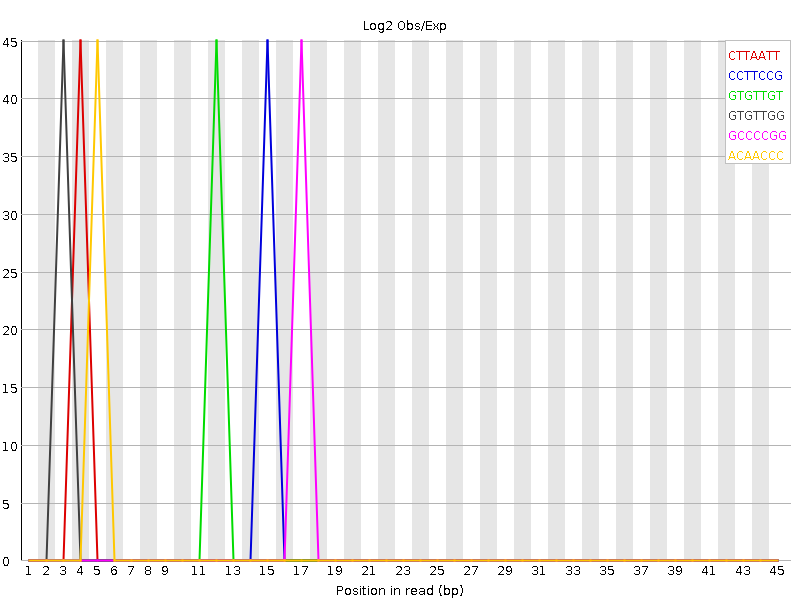 Log2 Obs/Exp
45
40
35
30
25
20
15
10
5
0
CTTAATT
CCTTCCG
GTGTTGT
GTGTTGG
GCCCCGG
ACAACCC
1 2 3 4 5 6 7 8 9 11 13 15 17 19 21 23 25 27 29 31 33 35 37 39 41 43 45
Position in read (bp)